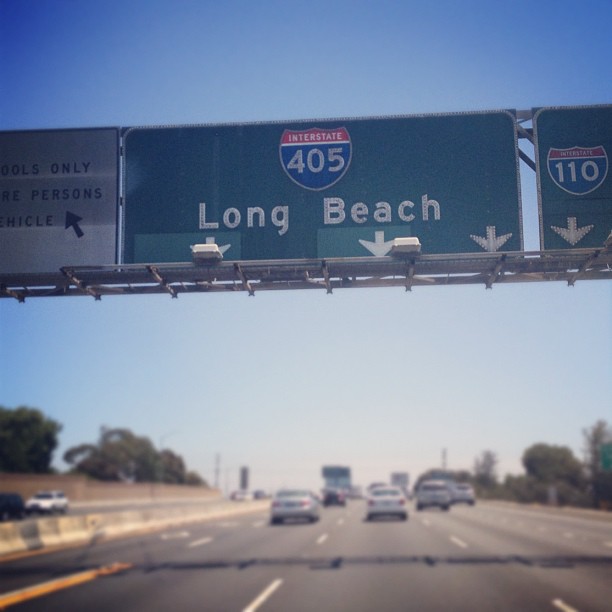 OOLS ONLY
RE PERSONS
EHICLE
INTERSTATE
405
Long Beach
INTERSTATE
110